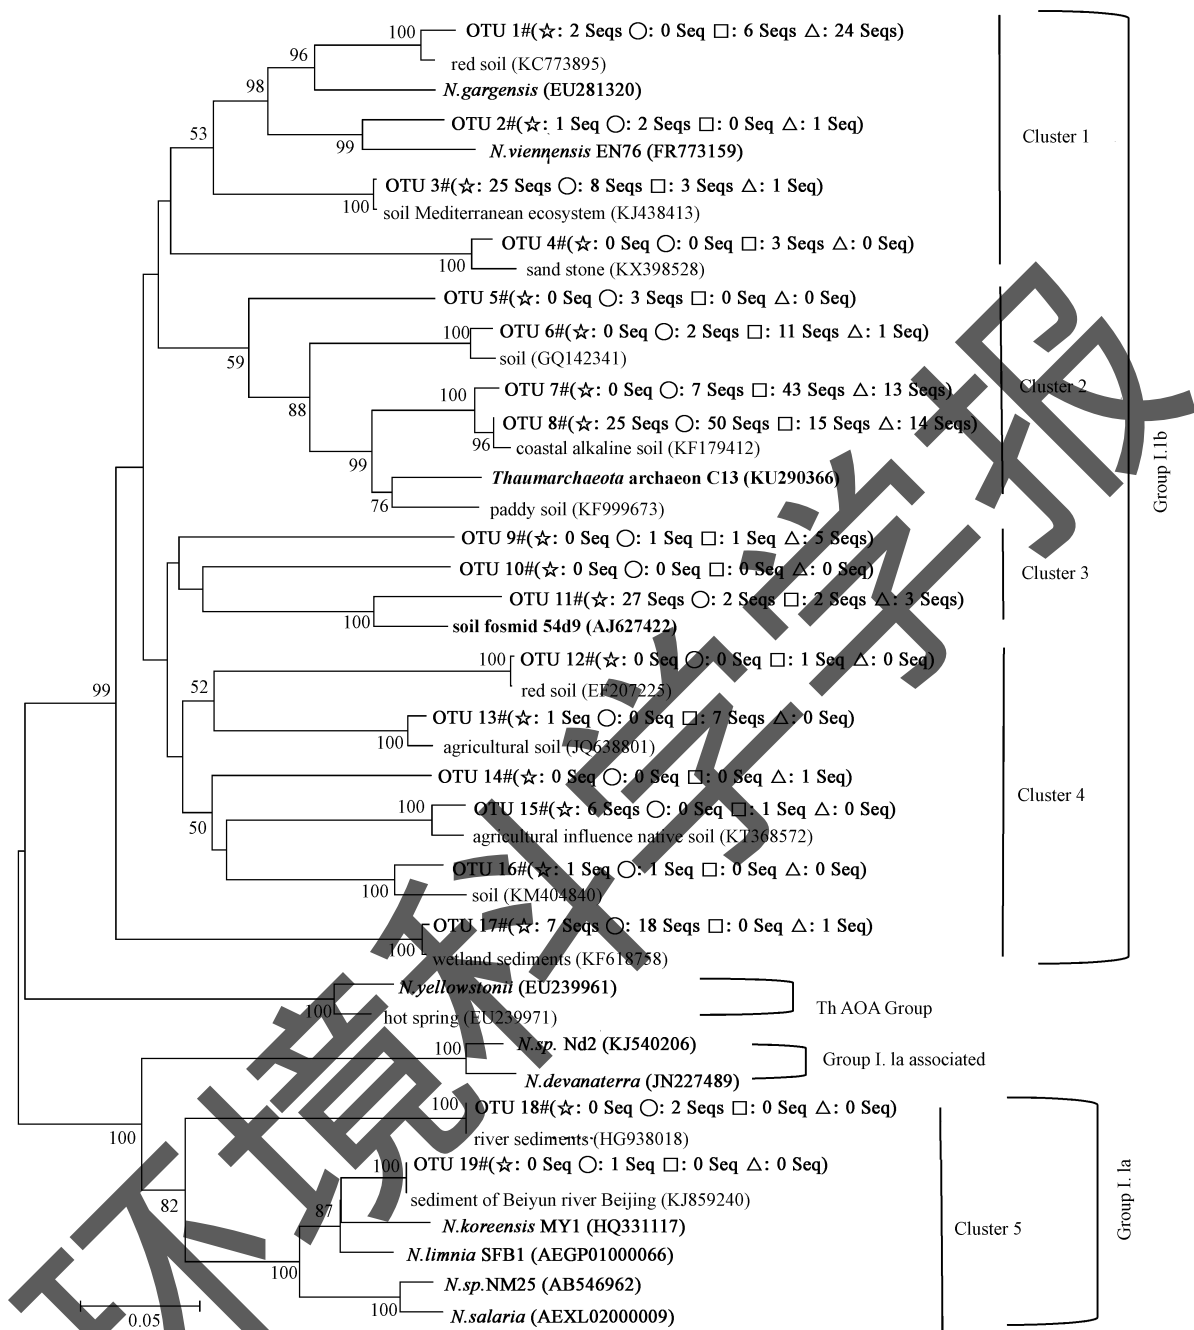 100 OTU 1#(☆: 2 Seqs ○: 0 Seq □: 6 Seqs △: 24 Seqs)
96
red soil (KC773895)
98
N.gargensis (EU281320)
OTU 2#(☆: 1 Seq ○: 2 Seqs □: 0 Seq △: 1 Seq)
53
Cluster 1
99
N.viennensis EN76 (FR773159)
OTU 3#(☆: 25 Seqs ○: 8 Seqs □: 3 Seqs △: 1 Seq)
100
soil Mediterranean ecosystem (KJ438413)
OTU 4#(☆: 0 Seq ○: 0 Seq □: 3 Seqs △: 0 Seq)
100
sand stone (KX398528)
OTU 5#(☆: 0 Seq ○: 3 Seqs □: 0 Seq △: 0 Seq)
100 OTU 6#(☆: 0 Seq ○: 2 Seqs □: 11 Seqs △: 1 Seq)
59
soil (GQ142341)
Cluster 2
100 OTU 7#(☆: 0 Seq ○: 7 Seqs □: 43 Seqs △: 13 Seqs)
88
OTU 8#(☆: 25 Seqs ○: 50 Seqs □: 15 Seqs △: 14 Seqs)
96
coastal alkaline soil (KF179412)
99
Group I.1b
Thaumarchaeota archaeon C13 (KU290366)
76
paddy soil (KF999673)
OTU 9#(☆: 0 Seq ○: 1 Seq □: 1 Seq △: 5 Seqs)
OTU 10#(☆: 0 Seq ○: 0 Seq □: 0 Seq △: 0 Seq)
Cluster 3
OTU 11#(☆: 27 Seqs ○: 2 Seqs □: 2 Seqs △: 3 Seqs)
100
soil fosmid 54d9 (AJ627422)
100 OTU 12#(☆: 0 Seq ○: 0 Seq □: 1 Seq △: 0 Seq)
99
52
red soil (EF207225)
OTU 13#(☆: 1 Seq ○: 0 Seq □: 7 Seqs △: 0 Seq)
100
agricultural soil (JQ638801)
OTU 14#(☆: 0 Seq ○: 0 Seq □: 0 Seq △: 1 Seq)
Cluster 4
100 OTU 15#(☆: 6 Seqs ○: 0 Seq □: 1 Seq △: 0 Seq)
50
agricultural influence native soil (KT368572)
OTU 16#(☆: 1 Seq ○: 1 Seq □: 0 Seq △: 0 Seq)
100
soil (KM404840)
OTU 17#(☆: 7 Seqs ○: 18 Seqs □: 0 Seq △: 1 Seq)
100
wetland sediments (KF618758)
N.yellowstonii (EU239961)
100
Th AOA Group
hot spring (EU239971)
100
N.sp. Nd2 (KJ540206)
Group I. la associated
N.devanaterra (JN227489)
100 OTU 18#(☆: 0 Seq ○: 2 Seqs □: 0 Seq △: 0 Seq)
100
river sediments (HG938018)
100 OTU 19#(☆: 0 Seq ○: 1 Seq □: 0 Seq △: 0 Seq)
82
sediment of Beiyun river Beijing (KJ859240)
87
N.koreensis MY1 (HQ331117)
Cluster 5
Group I. la
N.limnia SFB1 (AEGP01000066)
100
N.sp.NM25 (AB546962)
100
N.salaria (AEXL02000009)
0.05
环境科学学报